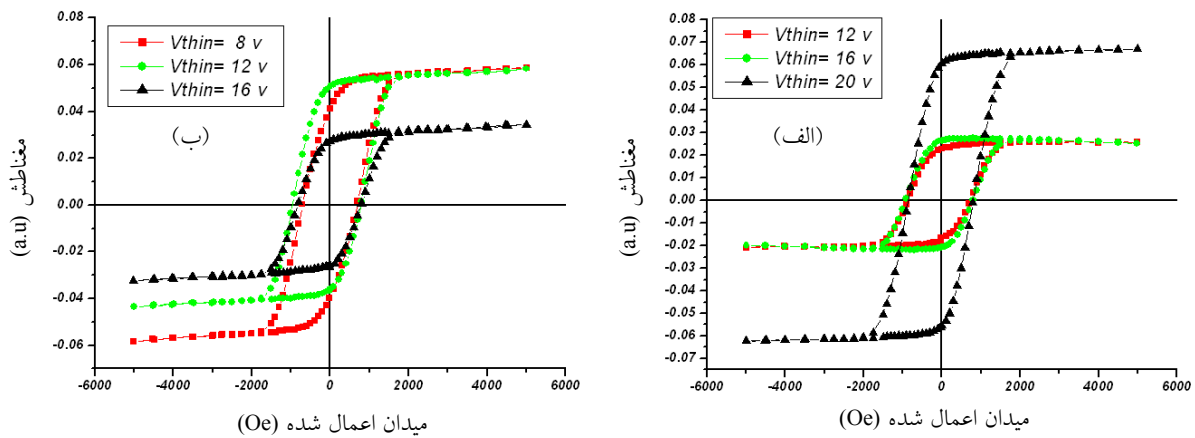 Vthin= 8 v
Vthin= 12 v
Vthin= 16 v
(ب)
0.08
0.06
0.04
0.02
0.00
-0.02
-0.04
-0.06
-6000 -4000 -2000 0 2000 4000 6000
مغناطش (a.u)
میدان اعمال شده (Oe)
Vthin= 12 v
Vthin= 16 v
Vthin= 20 v
(الف)
0.08
0.07
0.06
0.05
0.04
0.03
0.02
0.01
0.00
-0.01
-0.02
-0.03
-0.04
-0.05
-0.06
-0.07
-6000 -4000 -2000 0 2000 4000 6000
مغناطش (a.u)
میدان اعمال شده (Oe)